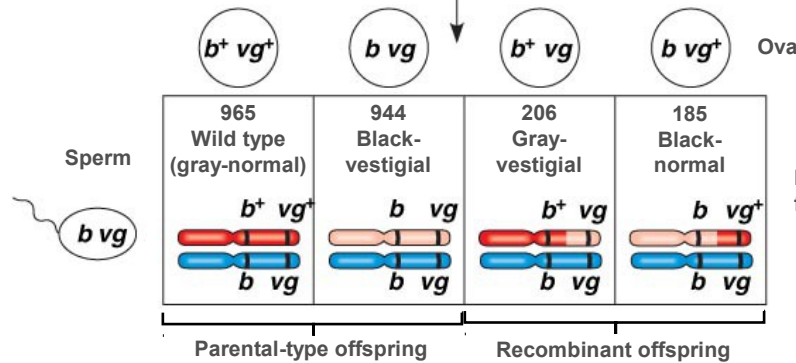 b⁺ vg⁺
b vg
b⁺ vg
b vg⁺
Ova
Sperm
b vg
965
Wild type
(gray-normal)
b⁺ vg⁺
b vg
944
Black-
vestigial
b vg
b vg
206
Gray-
vestigial
b⁺ vg
b vg
185
Black-
normal
b vg⁺
b vg
Parental-type offspring
Recombinant offspring